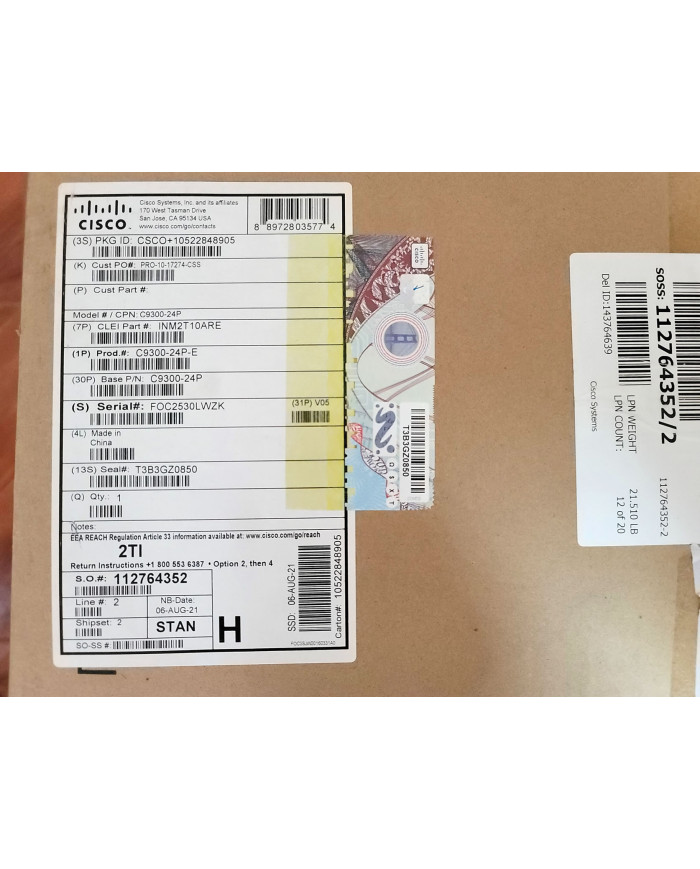 CISCO
Cisco Systems, Inc. and its affiliates
170 West Tasman Drive
San Jose, CA 95134 USA
www.cisco.com/go/contacts
8 8972803577 4
(3S) PKG ID: CSCO+10522848905
(K) Cust PO#: PRO-10-17274-CSS
(P) Cust Part #:
Model # / CPN: C9300-24P
(7P) CLEI Part #: INM2T10ARE
(1P) Prod.#: C9300-24P-E
(30P) Base P/N: C9300-24P
(S) Serial#: FOC2530LWZK
(31P) V05
(4L) Made in
China
(13S) Seal#: T3B3GZ0850
(Q) Qty.: 1
Notes:
EEA REACH Regulation Article 33 information available at: www.cisco.com/go/reach
2TI
Return Instructions +1 800 553 6387 • Option 2, then 4
S.O.#: 112764352
Line #: 2
NB-Date:
06-AUG-21
Shipset: 2
STAN
SO-SS #:
H
SSD: 06-AUG-21
Carton#: 10522848905
CISCO
T3B3GZ0850
soss: 112764352/2
Del ID:143764639
112764352-2
LPN WEIGHT 21.510 LB
LPN COUNT: 12 of 20
Cisco Systems